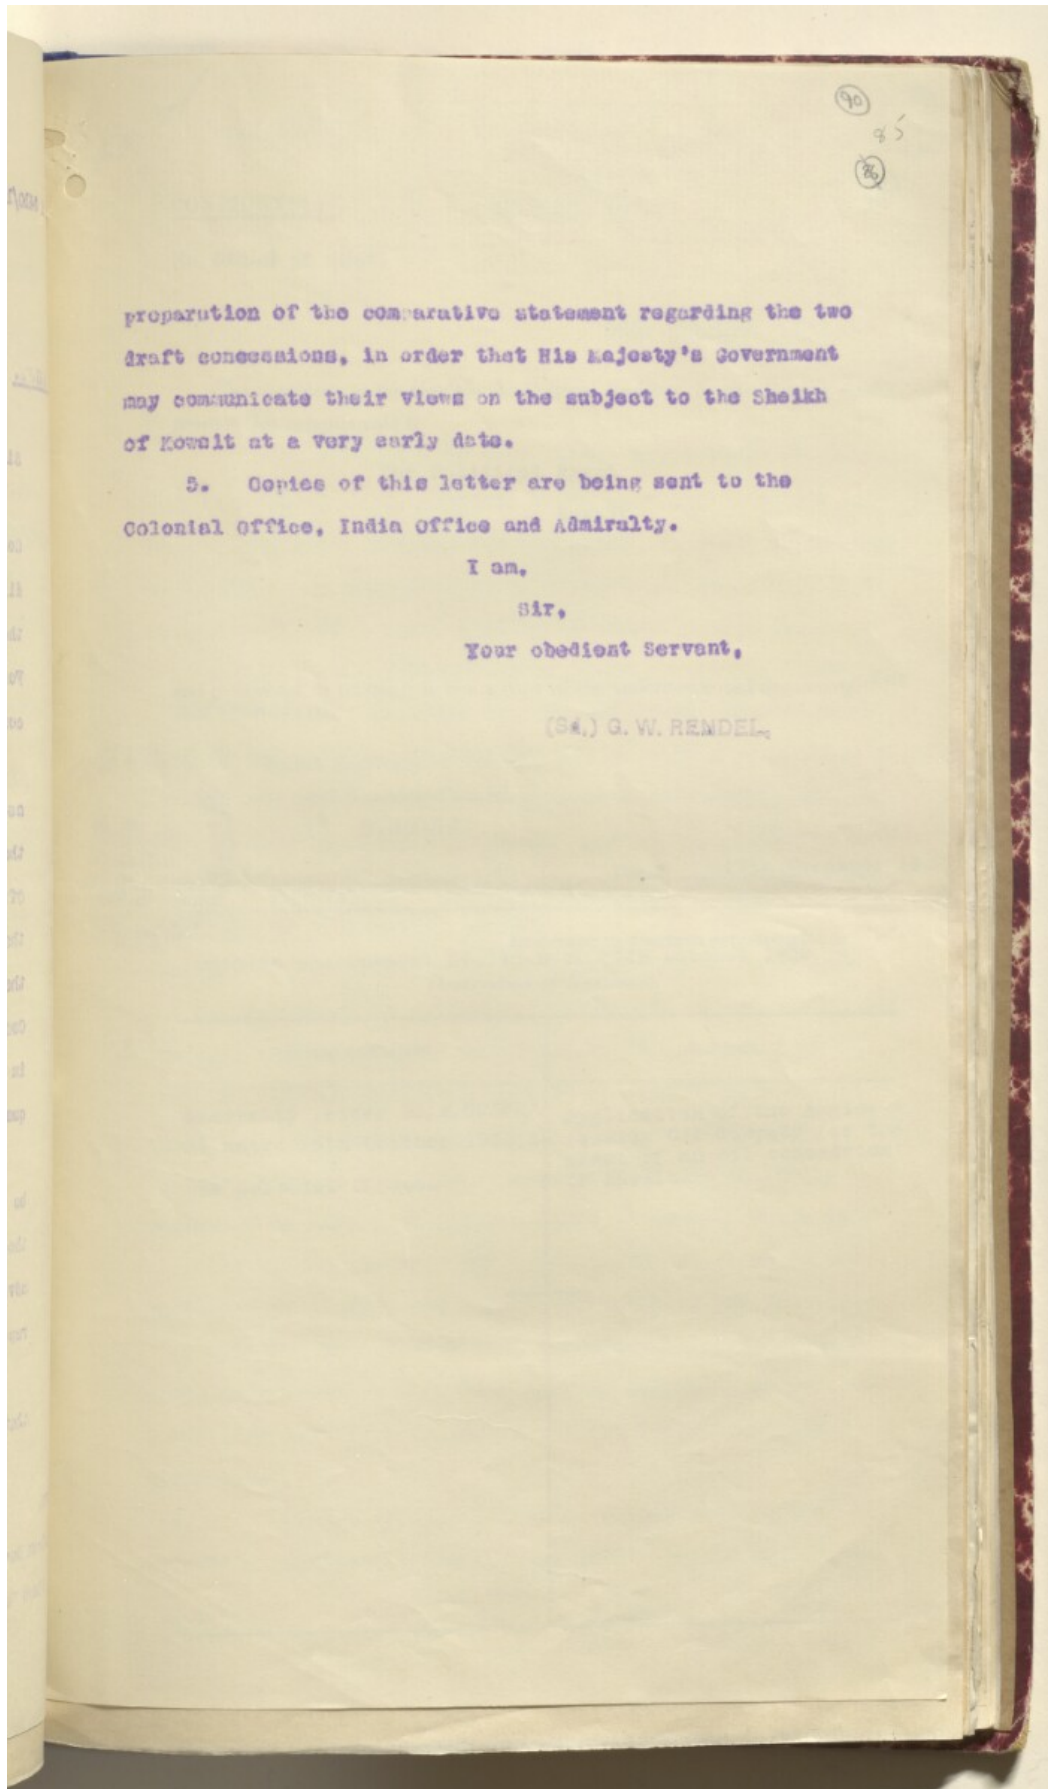 90
85
86
preparation of the comparative statement regarding the two
draft concessions, in order that His Majesty's Government
may communicate their views on the subject to the Sheikh
of Koweit at a very early date.
5. Copies of this letter are being sent to the
Colonial Office, India Office and Admiralty.
I am,
Sir,
Your obedient Servant,
(Sd.) G. W. RENDEL.